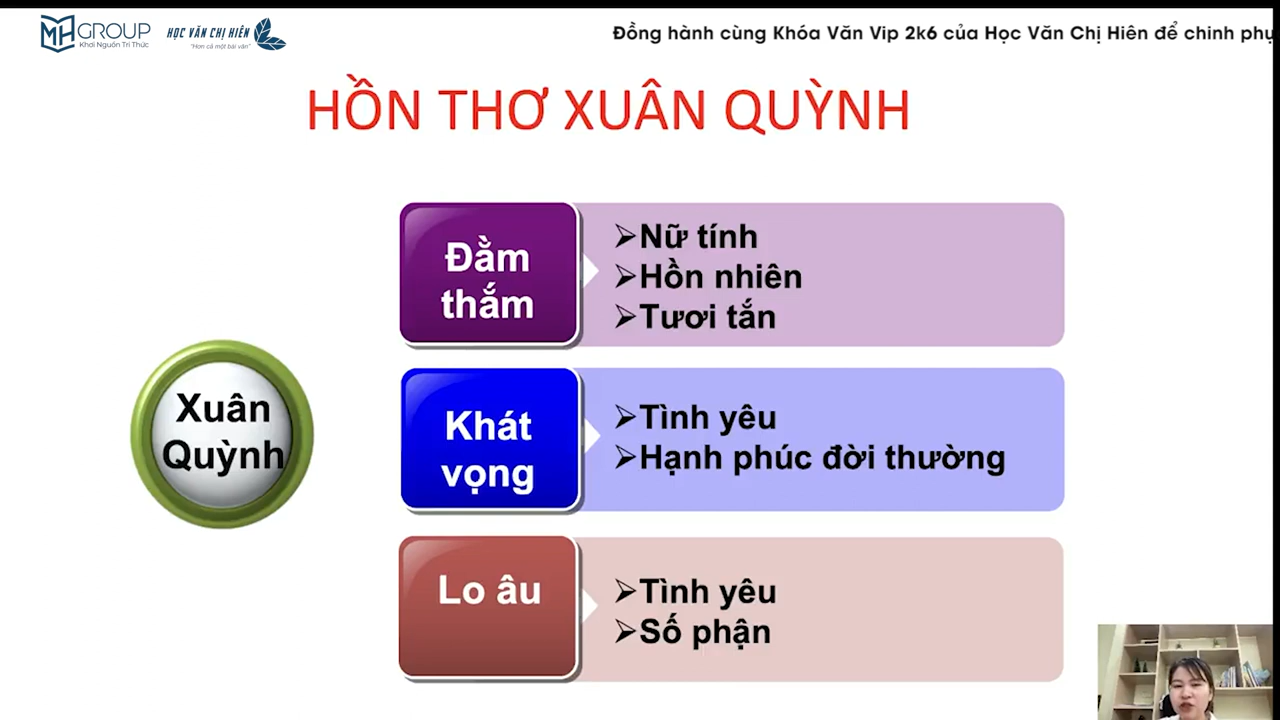 MHGROUP
Khơi Nguồn Tri Thức
HỌC VĂN CHỊ HIÊN
"Hơn cả một bài văn"
Đồng hành cùng Khóa Văn Vip 2k6 của Học Văn Chị Hiên để chinh phụ
HỒN THƠ XUÂN QUỲNH
Xuân
Quỳnh
Đằm
thắm
➢Nữ tính
➢Hồn nhiên
➢Tươi tắn
Khát
vọng
➢Tình yêu
➢Hạnh phúc đời thường
Lo âu
➢Tình yêu
➢Số phận